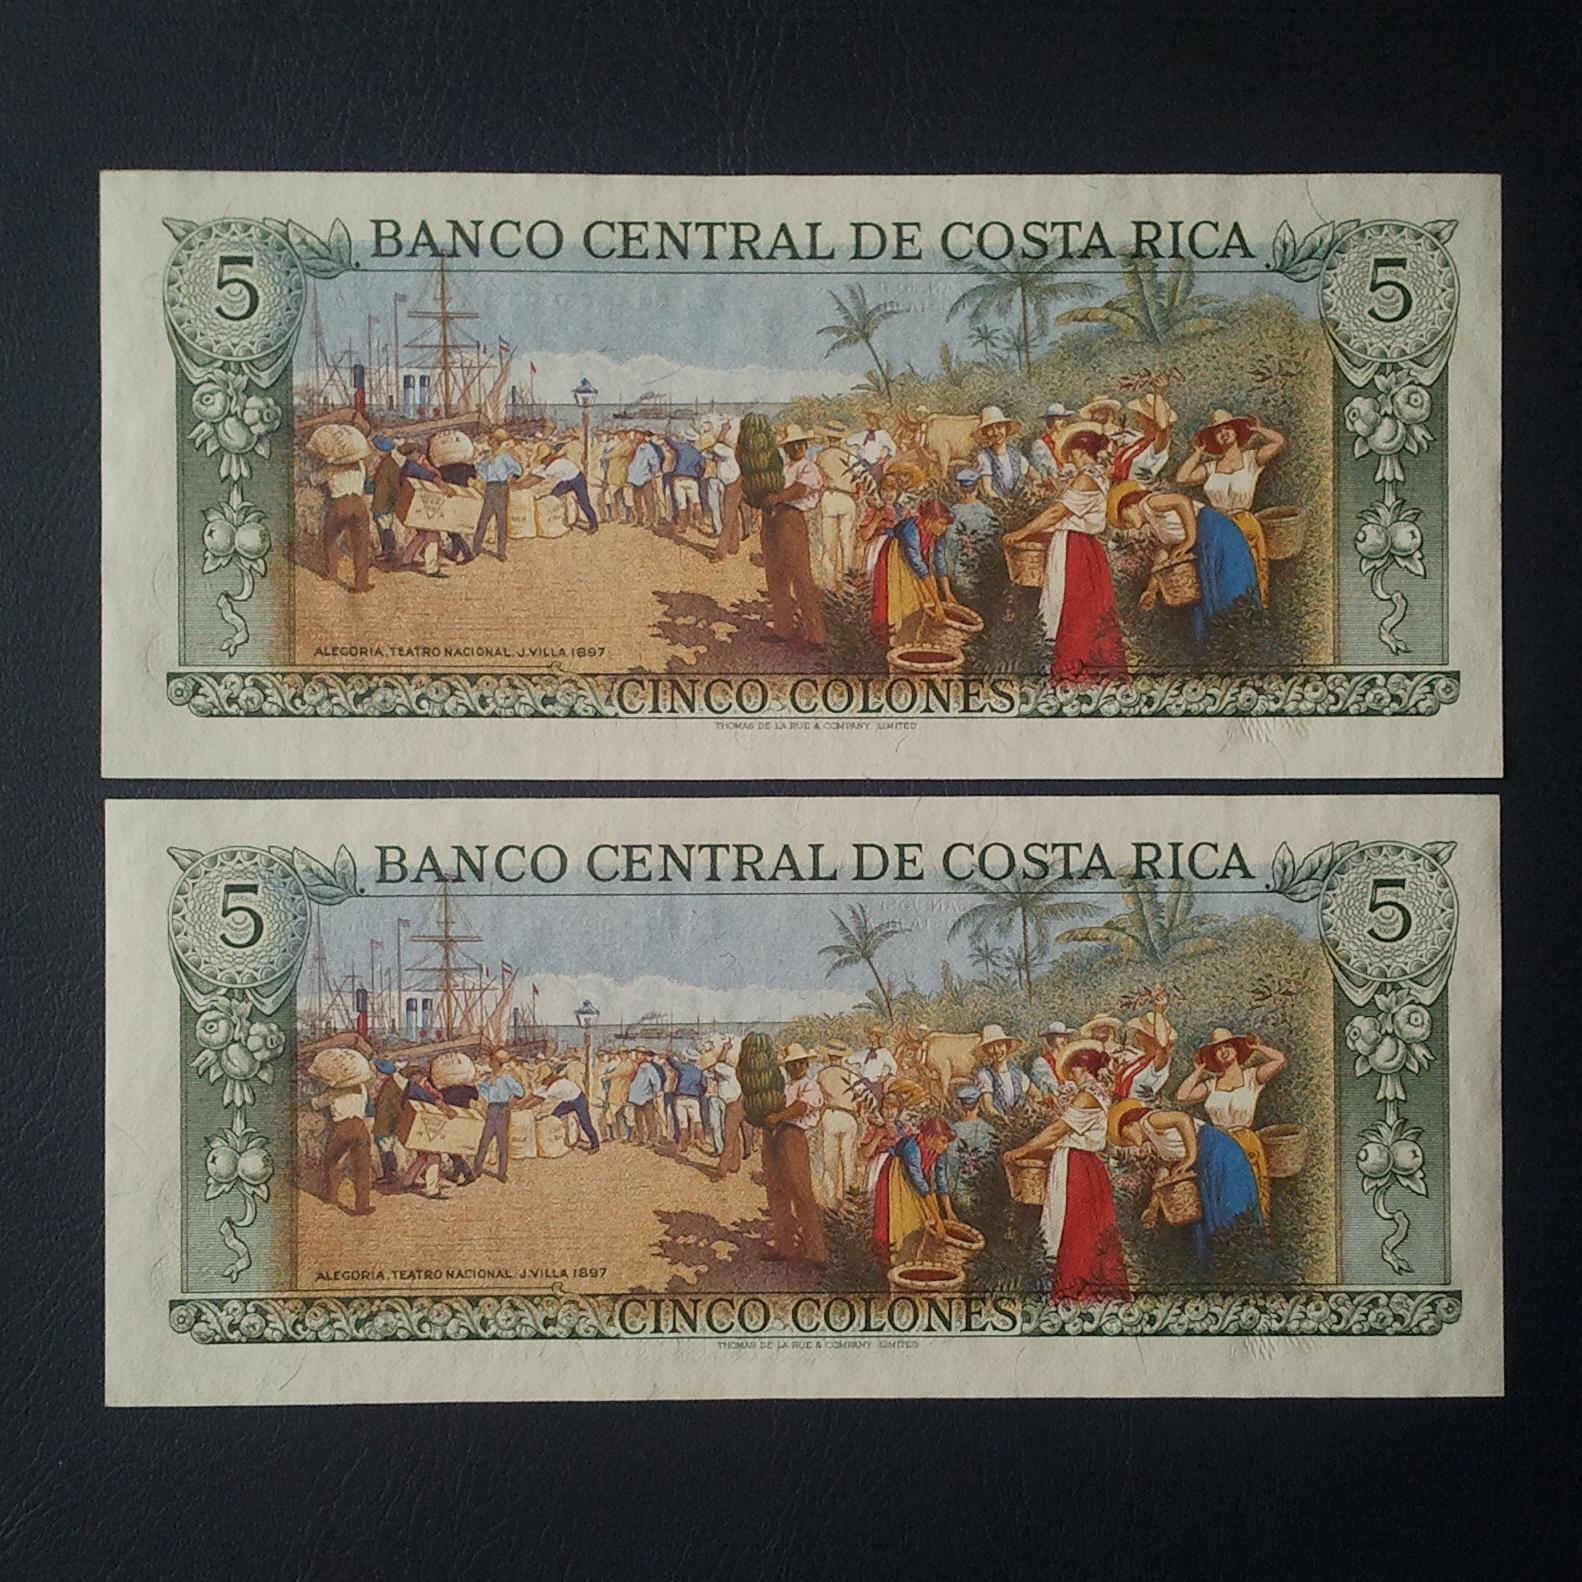 BANCO CENTRAL DE COSTA RICA
5 5
ALEGORIA, TEATRO NACIONAL. J. VILLA 1897
CINCO COLONES
THOMAS DE LA RUE & COMPANY LIMITED
BANCO CENTRAL DE COSTA RICA
5 5
ALEGORIA, TEATRO NACIONAL. J. VILLA 1897
CINCO COLONES
THOMAS DE LA RUE & COMPANY LIMITED